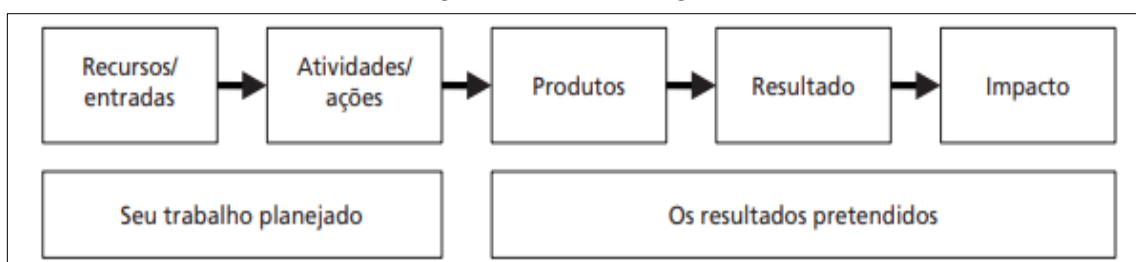 Recursos/
entradas
Atividades/
ações
Produtos
Resultado
Impacto
Seu trabalho planejado
Os resultados pretendidos